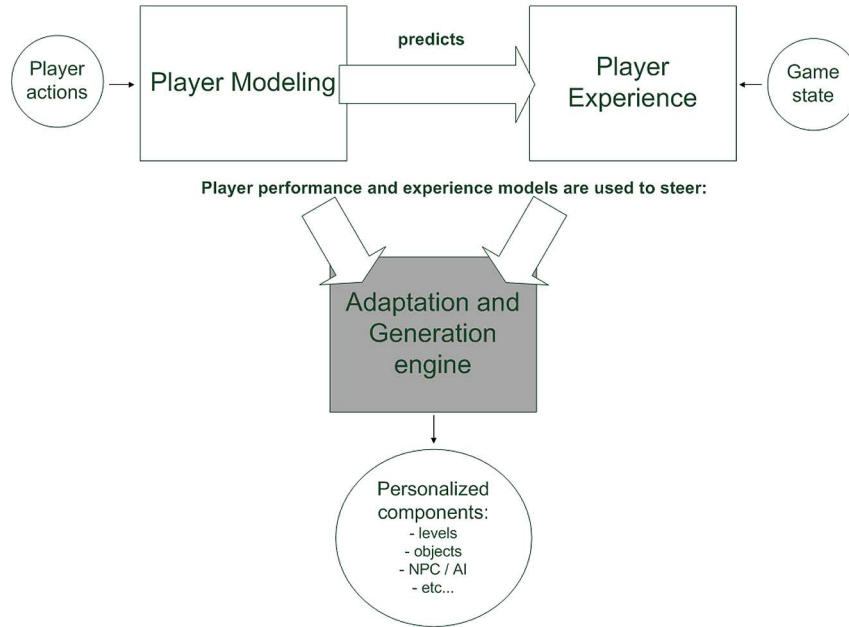 predicts
Player
actions
Player Modeling
Player
Experience
Game
state
Player performance and experience models are used to steer:
Adaptation and
Generation
engine
Personalized
components:
- levels
- objects
- NPC / AI
- etc...